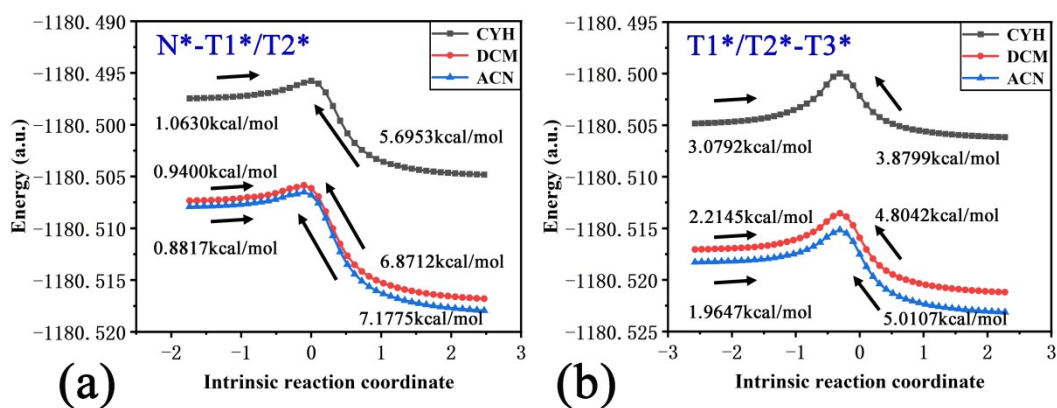 N*-T1*/T2*
CYH
DCM
ACN
Energy (a.u.)
-1180.490
-1180.495
-1180.500
-1180.505
-1180.510
-1180.515
-1180.520
1.0630kcal/mol
5.6953kcal/mol
0.9400kcal/mol
0.8817kcal/mol
6.8712kcal/mol
7.1775kcal/mol
-2 -1 0 1 2 3
Intrinsic reaction coordinate
(a)
T1*/T2*-T3*
CYH
DCM
ACN
Energy (a.u.)
-1180.495
-1180.500
-1180.505
-1180.510
-1180.515
-1180.520
-1180.525
3.0792kcal/mol
3.8799kcal/mol
2.2145kcal/mol
4.8042kcal/mol
1.9647kcal/mol
5.0107kcal/mol
-3 -2 -1 0 1 2 3
Intrinsic reaction coordinate
(b)